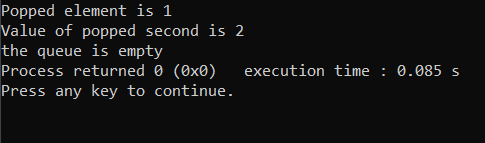 Popped element is 1
Value of popped second is 2
the queue is empty
Process returned 0 (0x0)   execution time : 0.085 s
Press any key to continue.